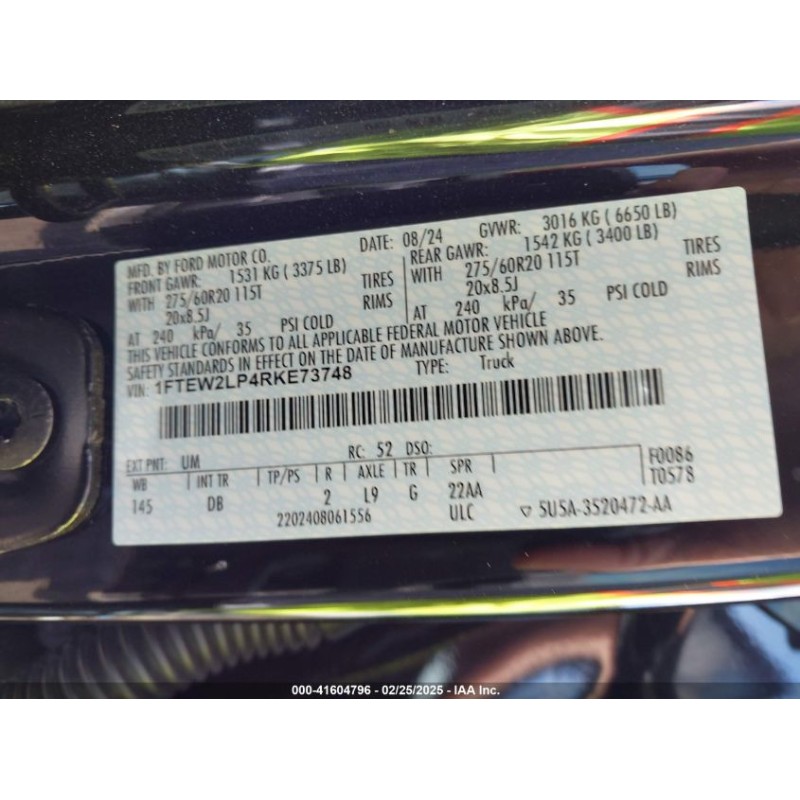 MFD. BY FORD MOTOR CO. DATE: 08/24 GVWR: 3016 KG ( 6650 LB)
FRONT GAWR: 1531 KG ( 3375 LB) REAR GAWR: 1542 KG ( 3400 LB)
WITH 275/60R20 115T TIRES WITH 275/60R20 115T TIRES
20x8.5J RIMS 20x8.5J RIMS
AT 240 kPa/ 35 PSI COLD AT 240 kPa/ 35 PSI COLD
THIS VEHICLE CONFORMS TO ALL APPLICABLE FEDERAL MOTOR VEHICLE
SAFETY STANDARDS IN EFFECT ON THE DATE OF MANUFACTURE SHOWN ABOVE.
VIN: 1FTEW2LP4RKE73748 TYPE: Truck
EXT PNT: UM RC: 52 DSO: F0086
WB INT TR TP/PS R AXLE TR SPR T0578
145 DB 2 L9 G 22AA
2202408061556 ULC ▽ 5U5A-3520472-AA
000-41604796 - 02/25/2025 - IAA Inc.